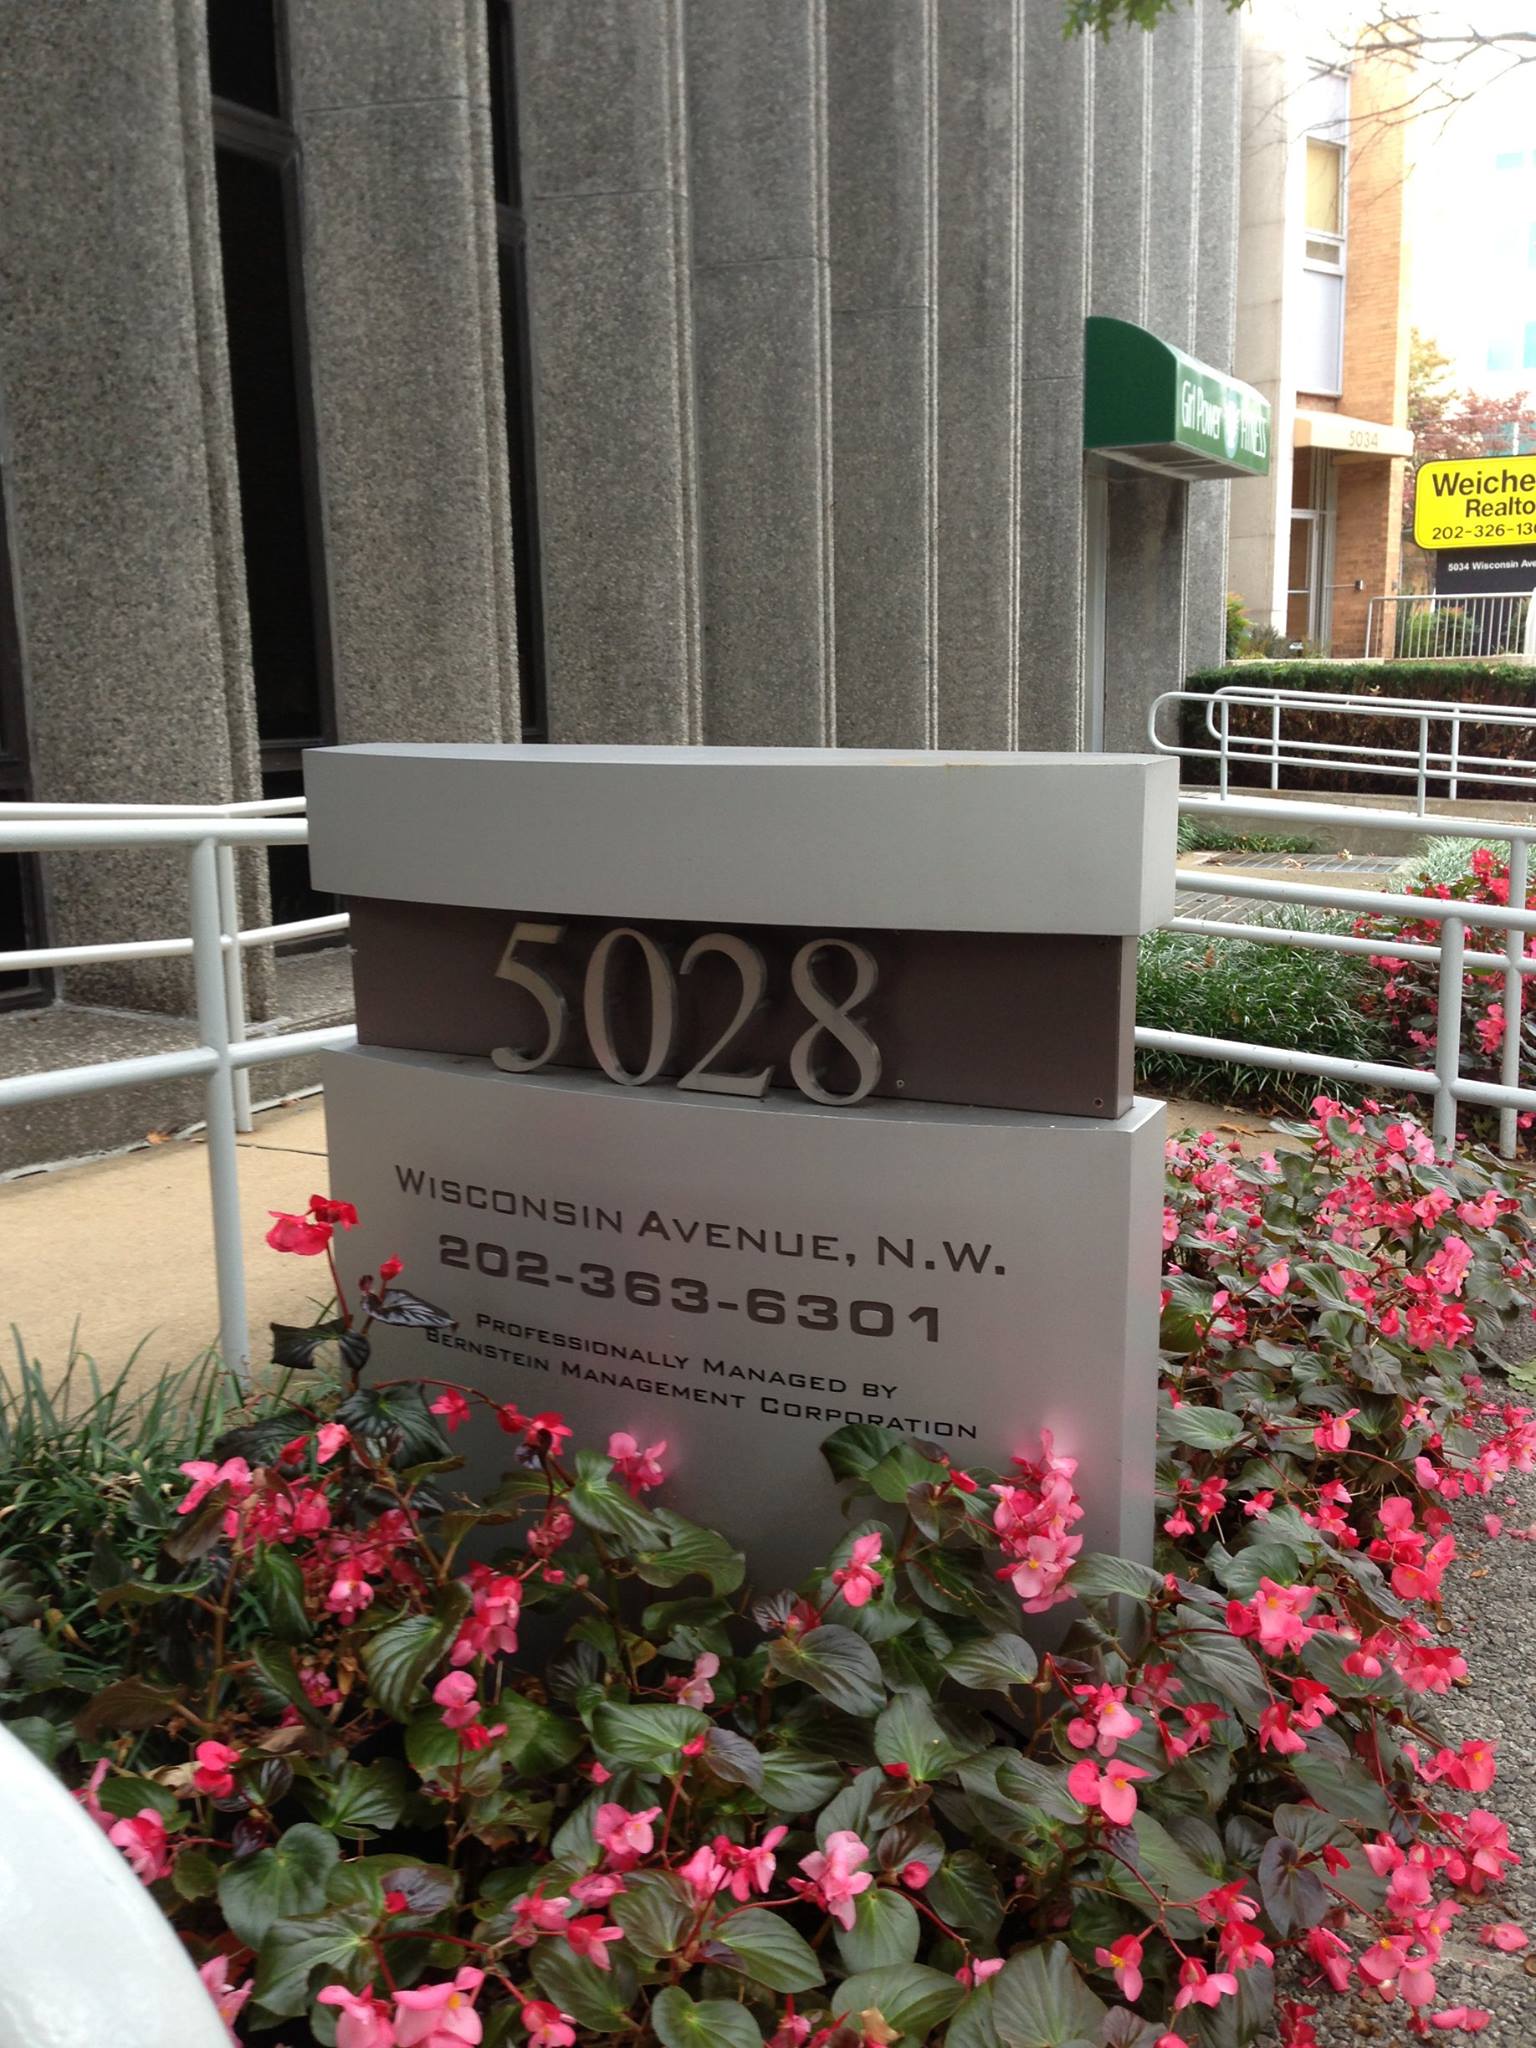 5028
WISCONSIN AVENUE, N.W.
202-363-6301
PROFESSIONALLY MANAGED BY
BERNSTEIN MANAGEMENT CORPORATION
Girl Power FITNESS
5034
Weiche
Realto
202-326-13
5034 Wisconsin Ave